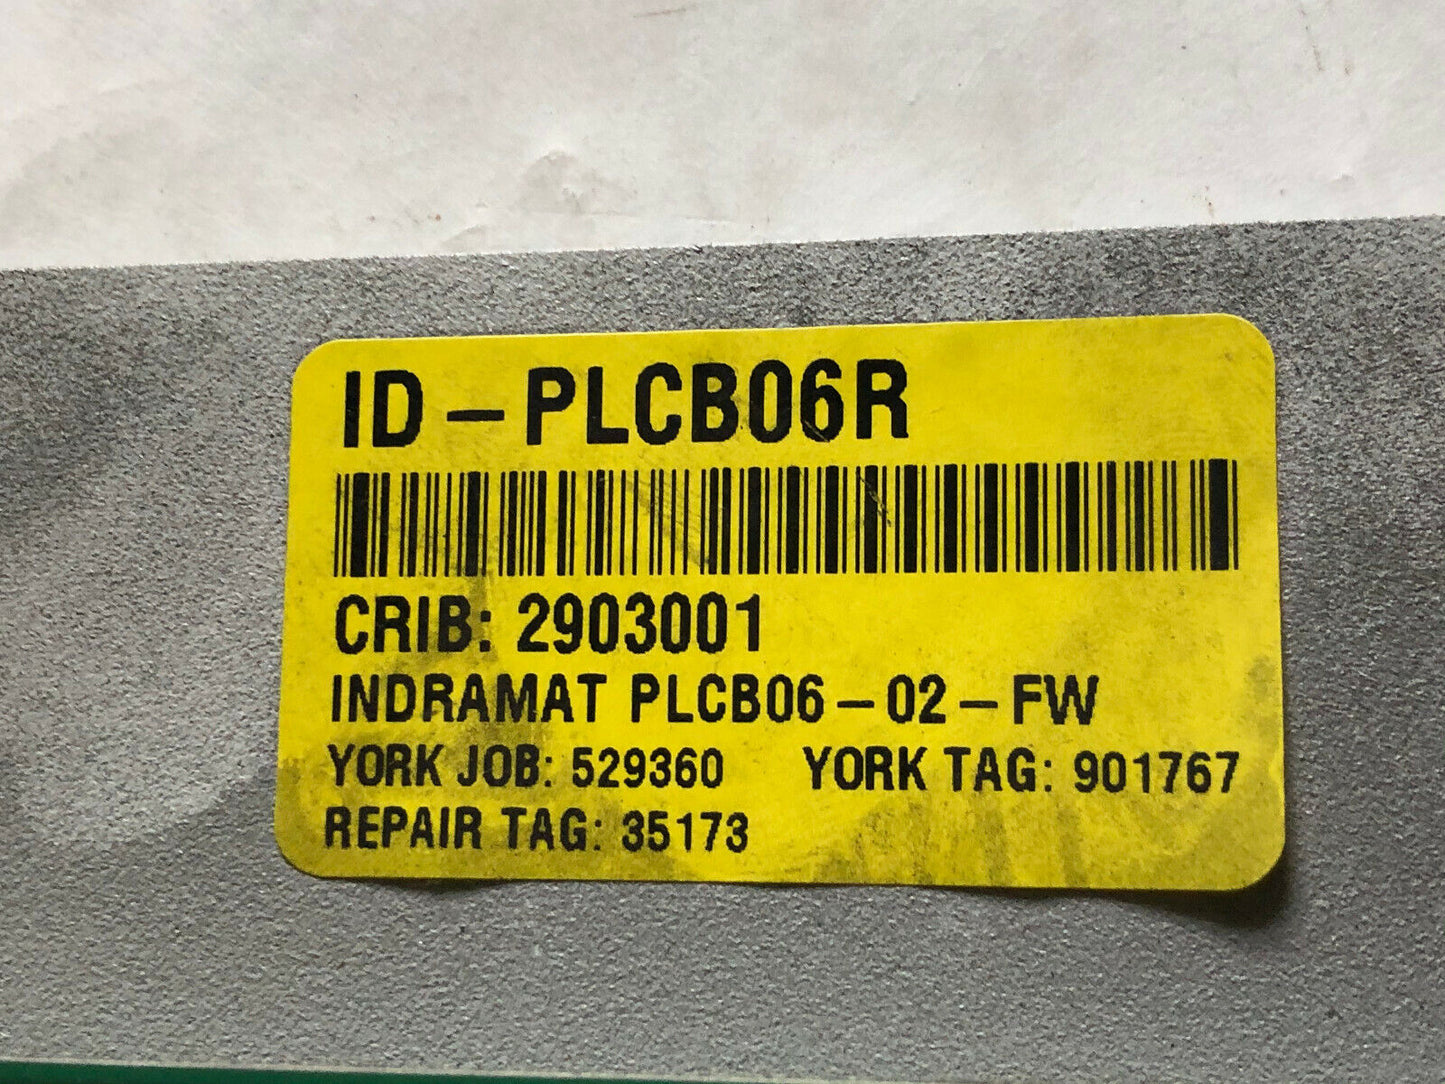 ID-PLCB06R
CRIB: 2903001
INDRAMAT PLCB06-02-FW
YORK JOB: 529360 YORK TAG: 901767
REPAIR TAG: 35173